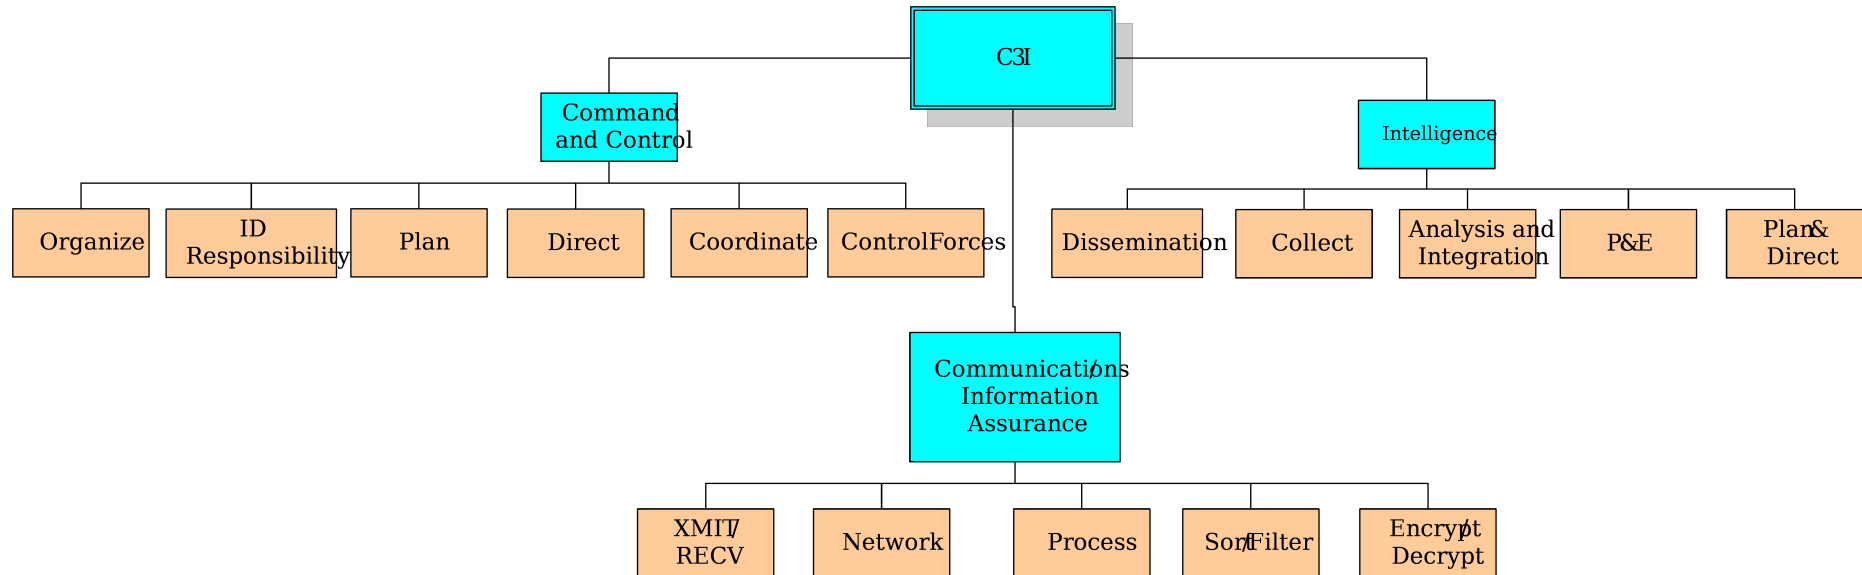 C3I
Command
and Control
Intelligence
Organize
ID
Responsibility
Plan
Direct
Coordinate
Control Forces
Dissemination
Collect
Analysis and
Integration
P&E
Plan &
Direct
Communications/
Information
Assurance
XMIT/
RECV
Network
Process
Sort/Filter
Encrypt/
Decrypt